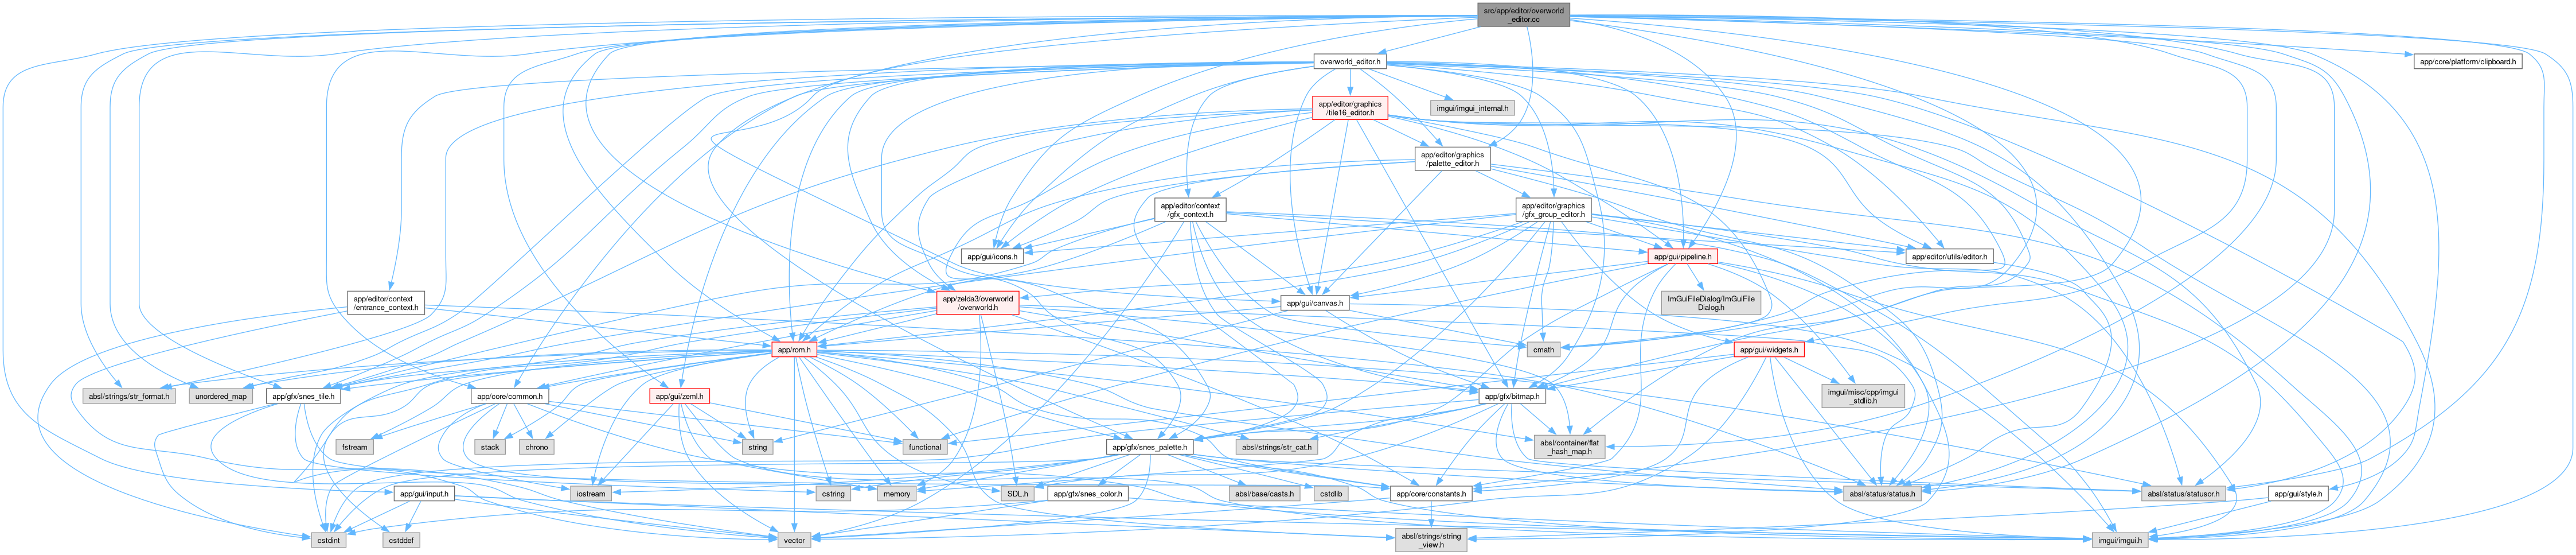 src/app/editor/overworld
_editor.cc
overworld_editor.h
app/core/platform/clipboard.h
app/editor/graphics
/tile16_editor.h
imgui/imgui_internal.h
app/editor/graphics
/palette_editor.h
app/editor/context
/gfx_context.h
app/editor/graphics
/gfx_group_editor.h
app/gui/icons.h
app/gui/pipeline.h
app/editor/utils/editor.h
app/editor/context
/entrance_context.h
app/zelda3/overworld
/overworld.h
app/gui/canvas.h
ImGuiFileDialog/ImGuiFile
Dialog.h
app/rom.h
cmath
app/gui/widgets.h
absl/strings/str_format.h
unordered_map
app/gfx/snes_tile.h
app/core/common.h
app/gui/zeml.h
app/gfx/bitmap.h
imgui/misc/cpp/imgui
_stdlib.h
fstream
stack
chrono
string
functional
app/gfx/snes_palette.h
absl/strings/str_cat.h
absl/container/flat
_hash_map.h
app/gui/input.h
iostream
cstring
memory
SDL.h
app/gfx/snes_color.h
absl/base/casts.h
cstdlib
app/core/constants.h
absl/status/status.h
absl/status/statusor.h
app/gui/style.h
cstdint
cstddef
vector
absl/strings/string
_view.h
imgui/imgui.h